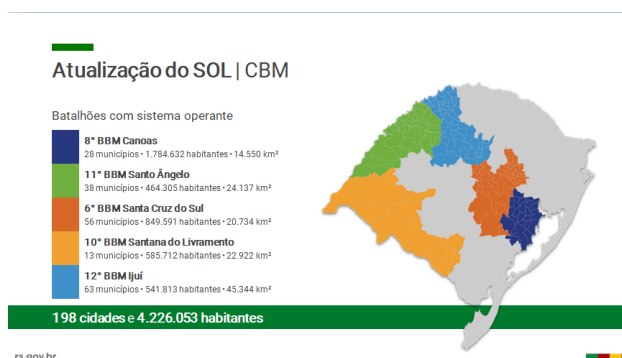 Atualização do SOL | CBM
Batalhões com sistema operante
8° BBM Canoas
28 municípios • 1.784.632 habitantes • 14.550 km²
11° BBM Santo Ângelo
38 municípios • 464.305 habitantes • 24.137 km²
6° BBM Santa Cruz do Sul
56 municípios • 849.591 habitantes • 20.734 km²
10° BBM Santana do Livramento
13 municípios • 585.712 habitantes • 22.922 km²
12° BBM Ijuí
63 municípios • 541.813 habitantes • 45.344 km²
198 cidades e 4.226.053 habitantes
rs.gov.br